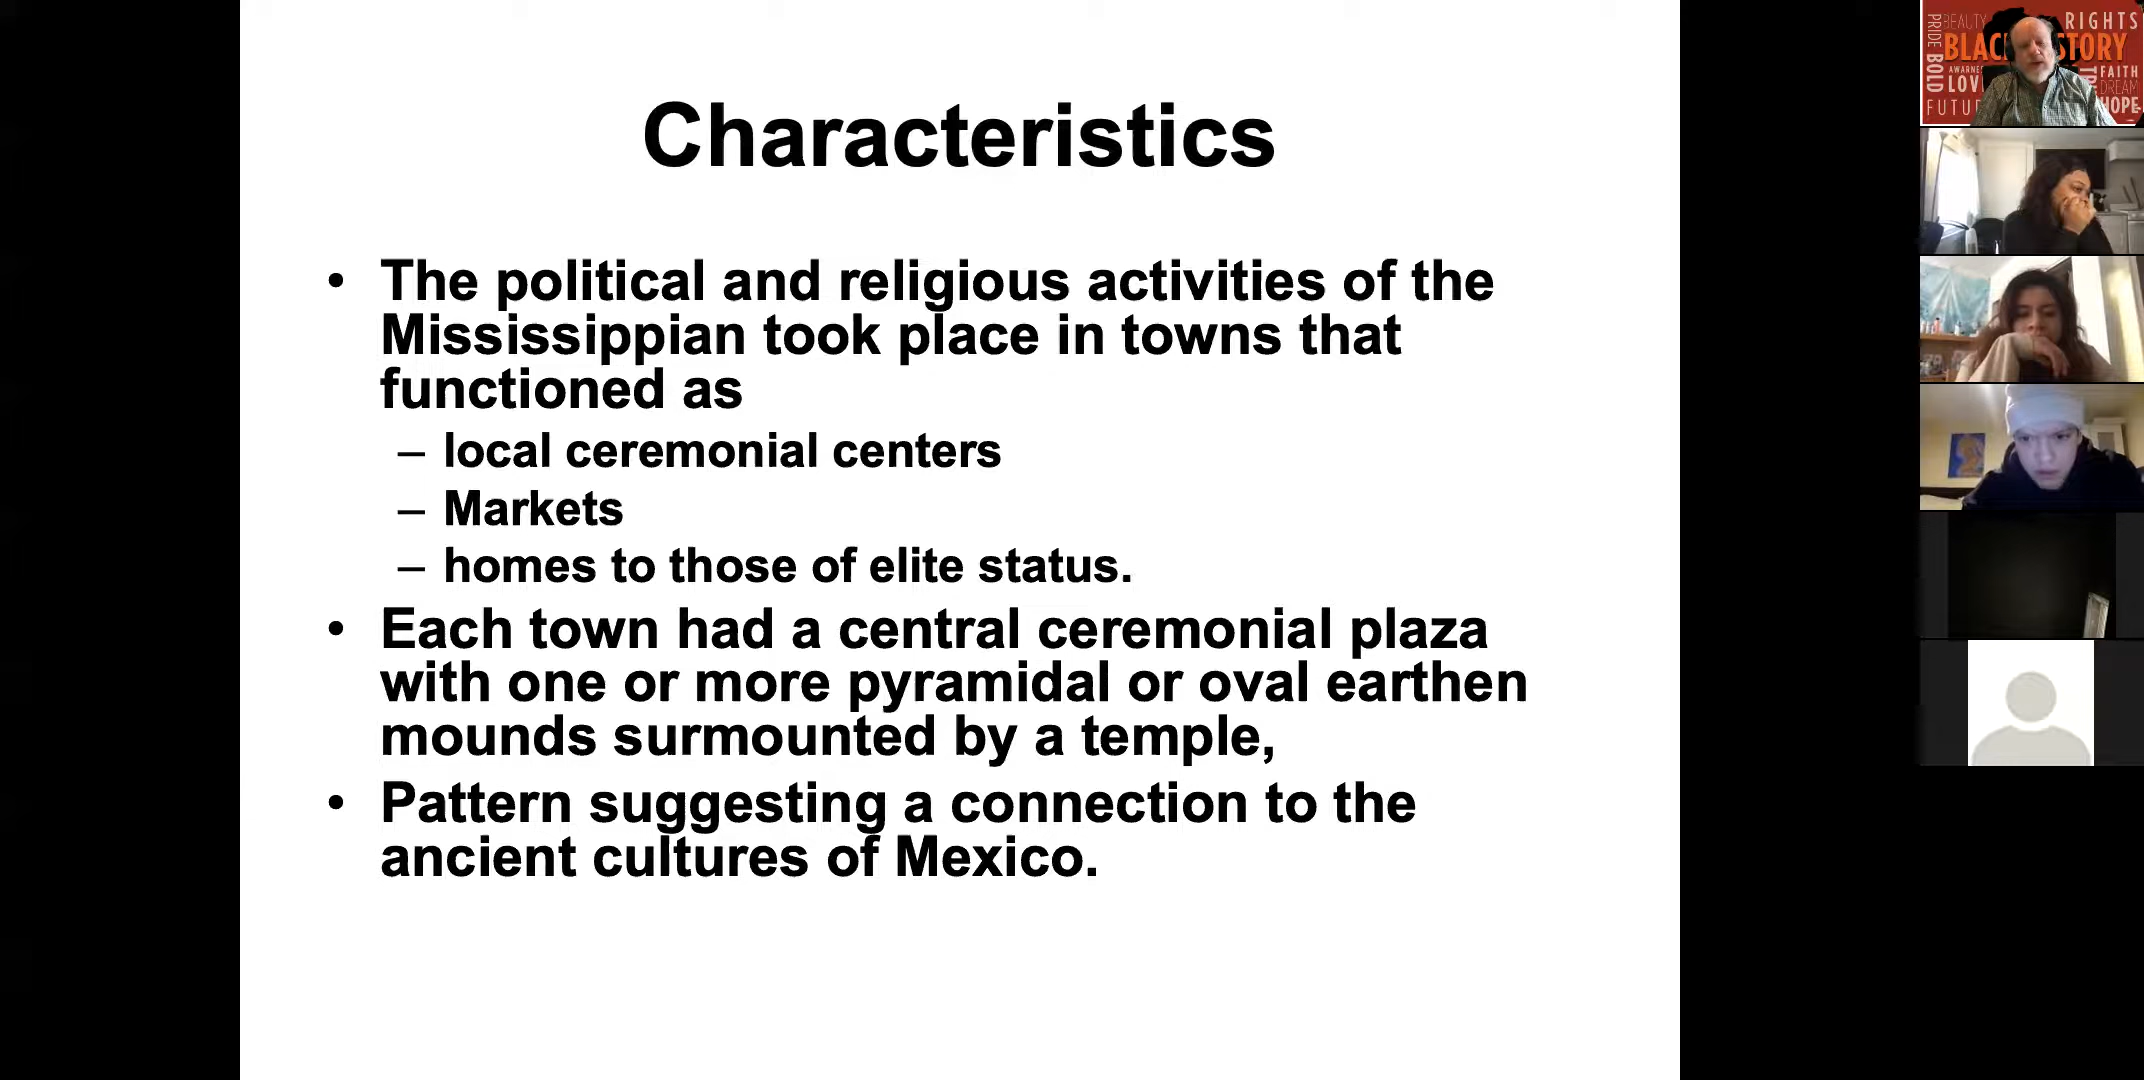 Characteristics
• The political and religious activities of the
Mississippian took place in towns that
functioned as
– local ceremonial centers
– Markets
– homes to those of elite status.
• Each town had a central ceremonial plaza
with one or more pyramidal or oval earthen
mounds surmounted by a temple,
• Pattern suggesting a connection to the
ancient cultures of Mexico.
PRIDE
BOLD
BEAUTY
RIGHTS
FAITH
DREAM
HOPE